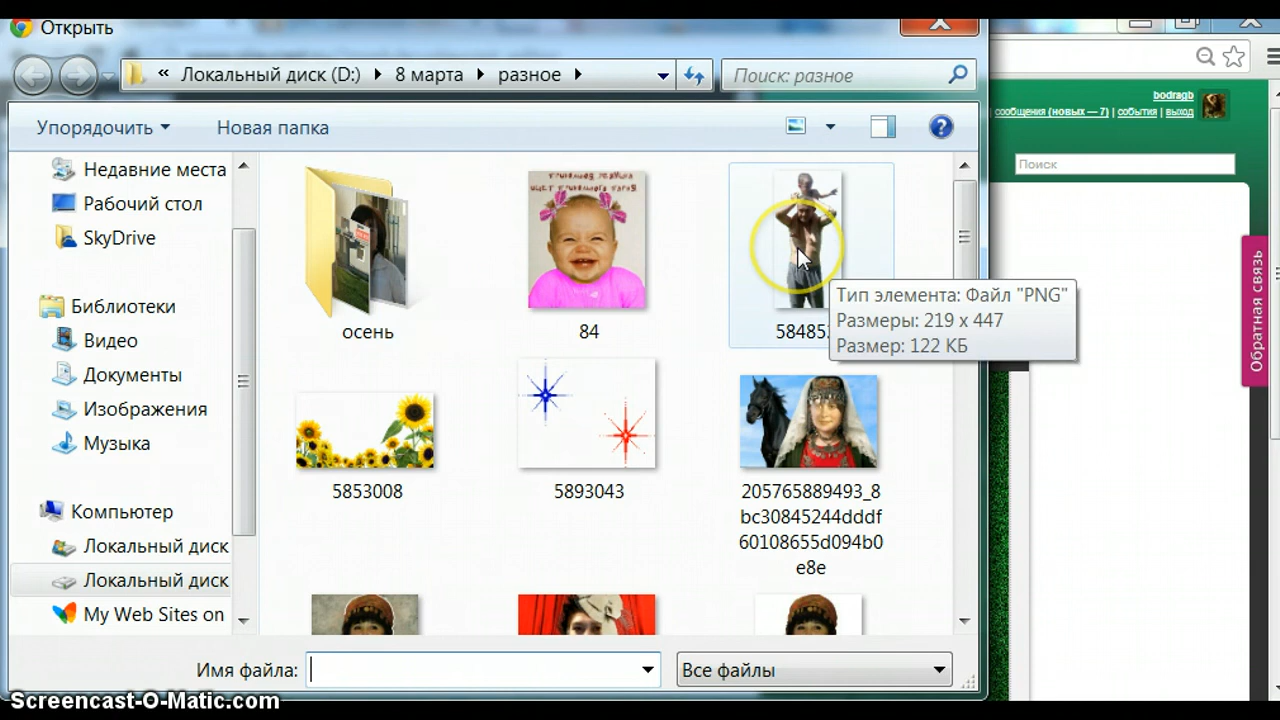 Открыть
« Локальный диск (D:) 8 марта разное
Поиск: разное
Упорядочить
Новая папка
bodragb
сообщения (новых — 7) | события | выход
Поиск
Недавние места
Рабочий стол
SkyDrive
Библиотеки
Видео
Документы
Изображения
Музыка
Компьютер
Локальный диск
Локальный диск
My Web Sites on
осень
84
Тип элемента: Файл "PNG"
Размеры: 219 x 447
Размер: 122 КБ
5853008
5893043
205765889493_8
bc30845244dddf
60108655d094b0
e8e
Обратная связь
Имя файла:
Все файлы
Screencast-O-Matic.com